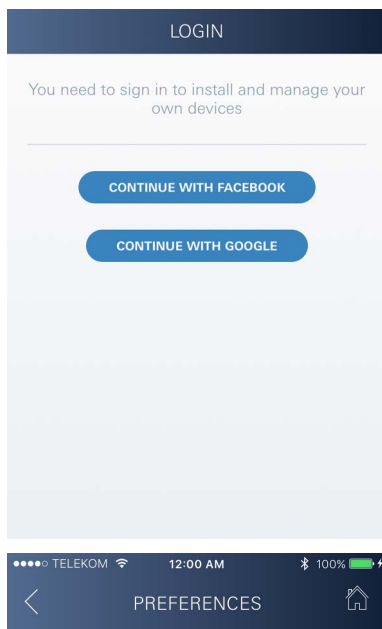 LOGIN
You need to sign in to install and manage your
own devices
CONTINUE WITH FACEBOOK
CONTINUE WITH GOOGLE
TELEKOM 12:00 AM 100%
PREFERENCES